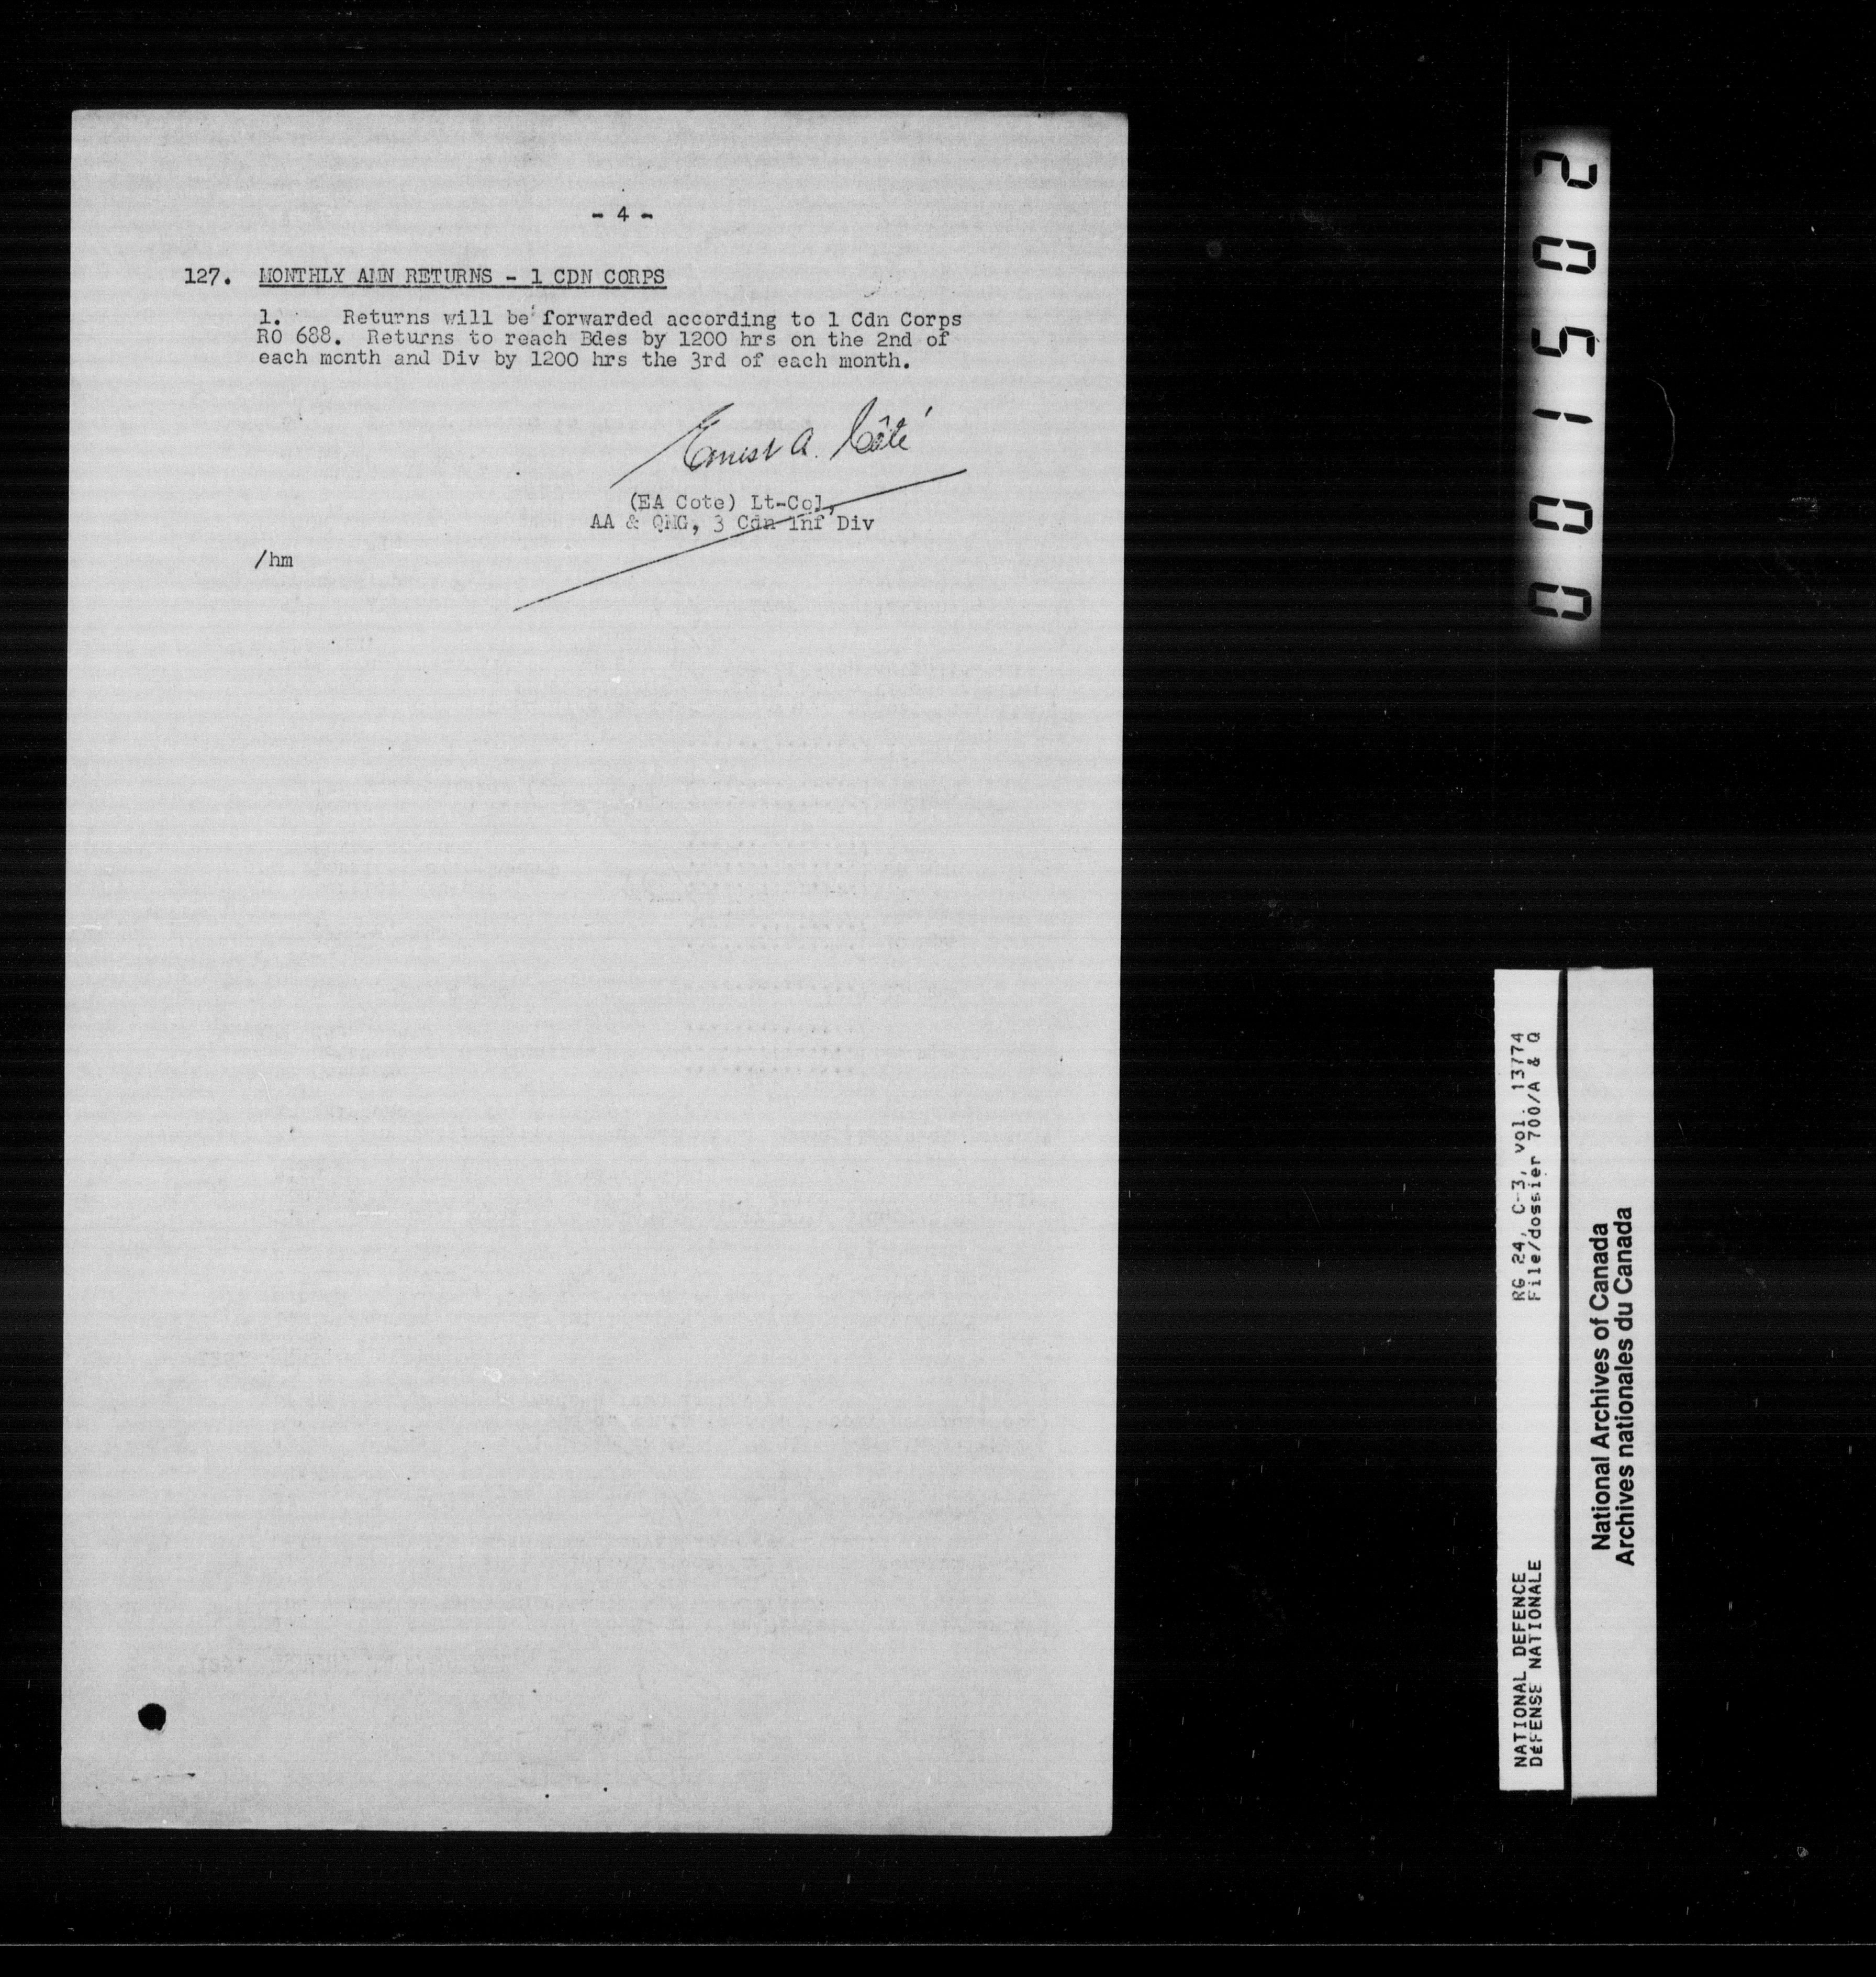 - 4 -
127. MONTHLY AMN RETURNS - 1 CDN CORPS
1. Returns will be forwarded according to 1 Cdn Corps
RO 688. Returns to reach Bdes by 1200 hrs on the 2nd of
each month and Div by 1200 hrs the 3rd of each month.
Ernest A. Côté
(EA Cote) Lt-Col,
AA & QMG, 3 Cdn Inf Div
/hm
001502
NATIONAL DEFENCE RG 24, C-3, vol. 13774
DÉFENSE NATIONALE File/dossier 700/A & Q
National Archives of Canada
Archives nationales du Canada